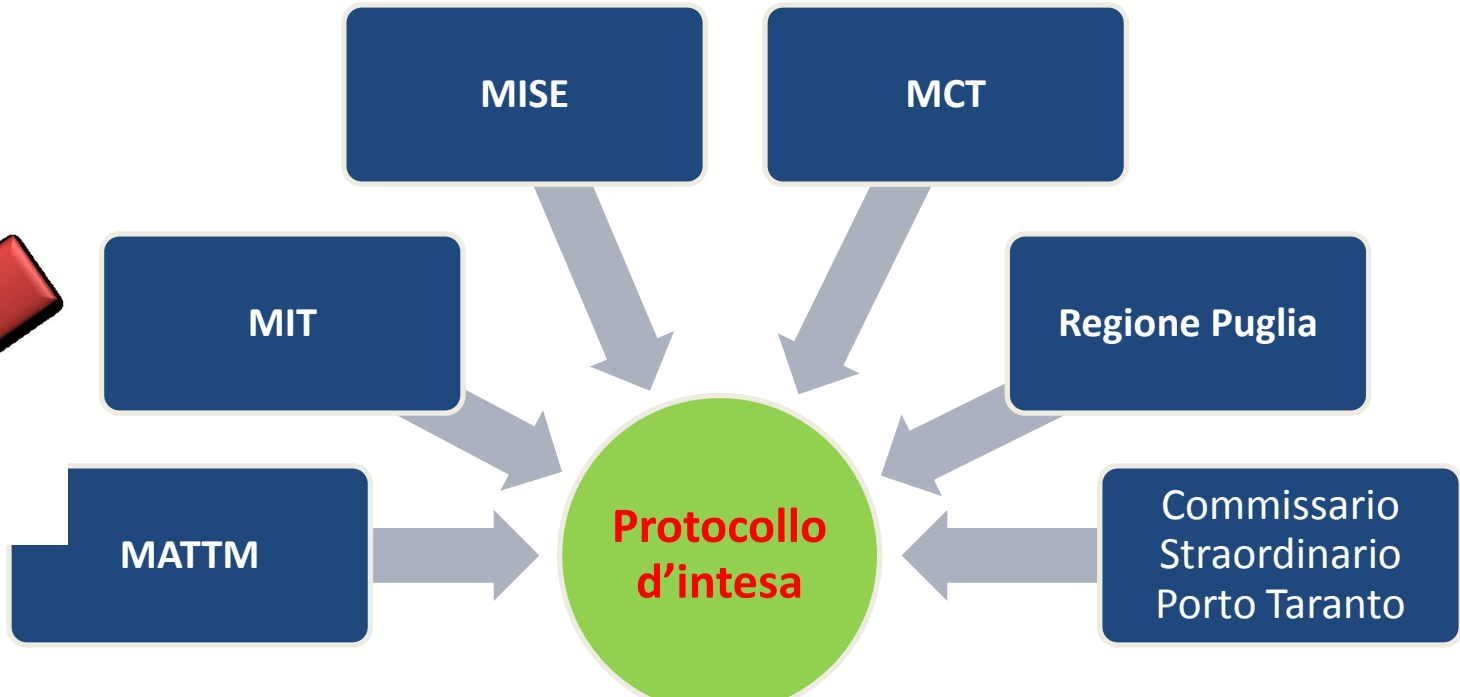 MISE
MCT
MIT
Regione Puglia
MATTM
Protocollo
d’intesa
Commissario
Straordinario
Porto Taranto